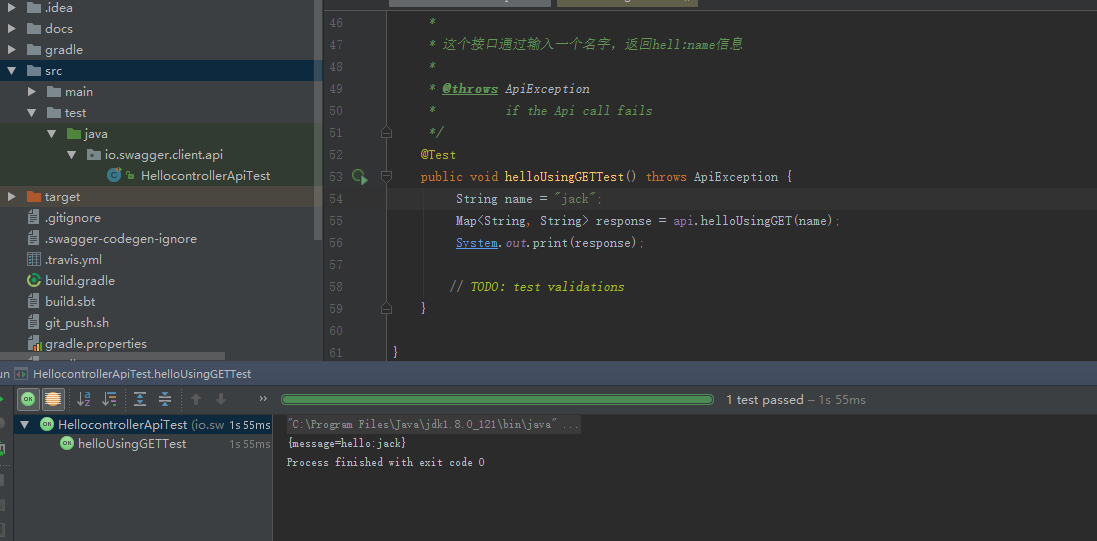 .idea
docs
gradle
src
main
test
java
io.swagger.client.api
HellocontrollerApiTest
target
.gitignore
.swagger-codegen-ignore
.travis.yml
build.gradle
build.sbt
git_push.sh
gradle.properties
46 *
47 * 这个接口通过输入一个名字，返回hell:name信息
48 *
49 * @throws ApiException
50 * if the Api call fails
51 */
52 @Test
53 public void helloUsingGETTest() throws ApiException {
54 String name = "jack";
55 Map<String, String> response = api.helloUsingGET(name);
56 System.out.print(response);
57
58 // TODO: test validations
59 }
60
61 }
un HellocontrollerApiTest.helloUsingGETTest
1 test passed – 1s 55ms
HellocontrollerApiTest (io.sw 1s 55ms
helloUsingGETTest 1s 55ms
"C:\Program Files\Java\jdk1.8.0_121\bin\java" ...
{message=hello:jack}
Process finished with exit code 0